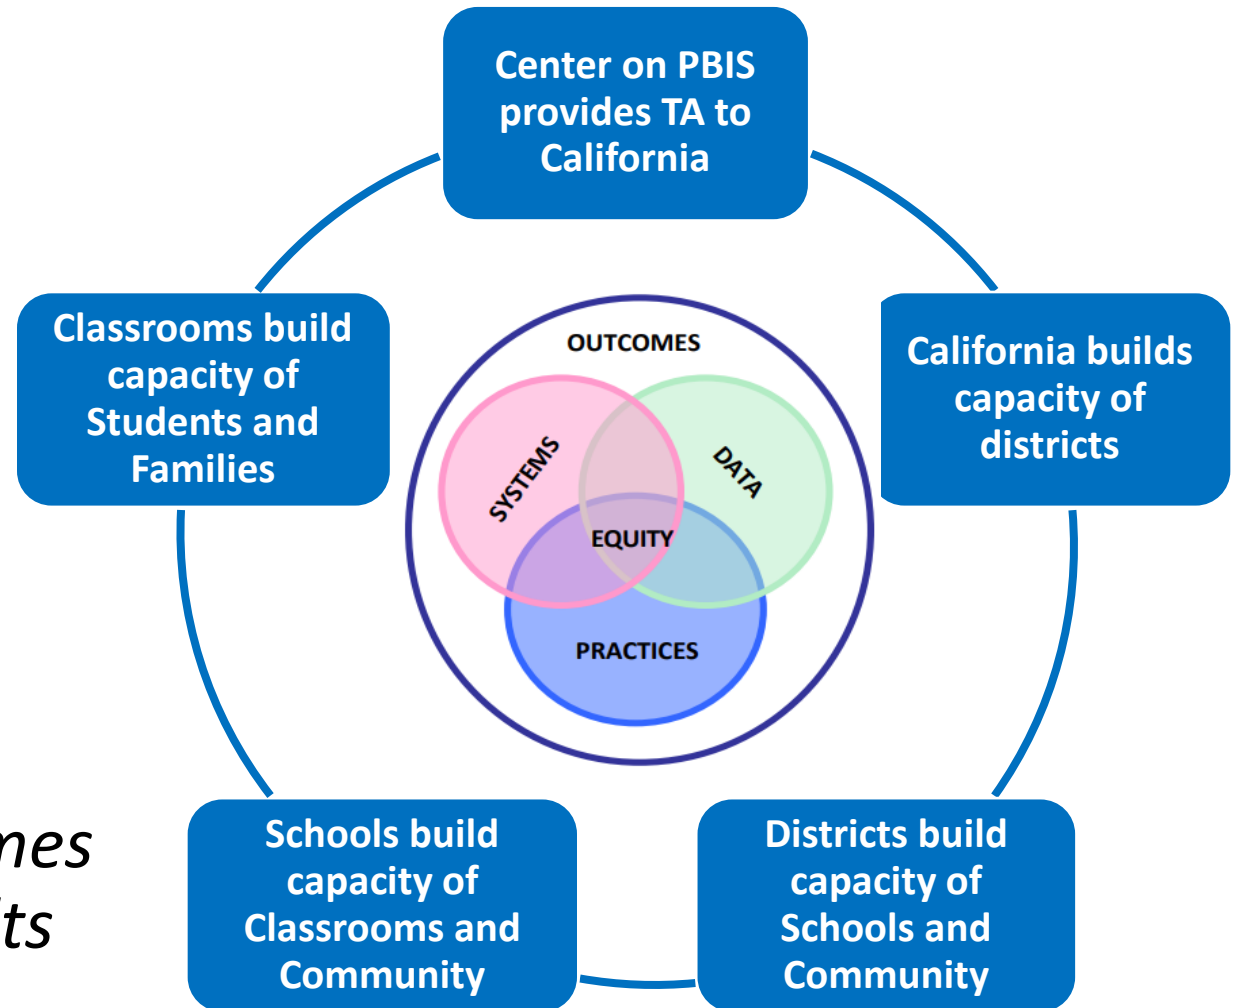 Center on PBIS
provides TA to
California
Classrooms build
capacity of
Students and
Families
California builds
capacity of
districts
OUTCOMES
SYSTEMS
DATA
EQUITY
PRACTICES
Schools build
capacity of
Classrooms and
Community
Districts build
capacity of
Schools and
Community